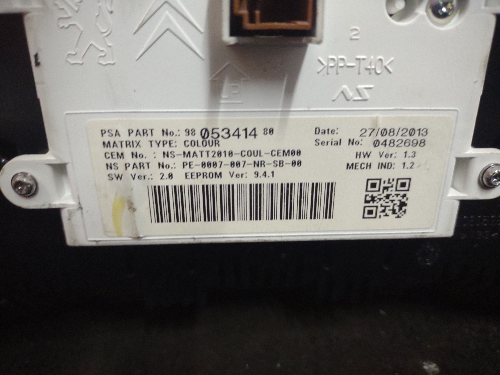 2
>PP-T40<
NS
PSA PART No.: 98 053414 80
MATRIX TYPE: COLOUR
CEM No. : NS-MATT2010-COUL-CEM00
NS PART No.: PE-0007-007-NR-SB-00
SW Ver.: 2.0 EEPROM Ver: 9.4.1
Date: 27/08/2013
Serial No: 0482698
HW Ver: 1.3
MECH IND: 1.2